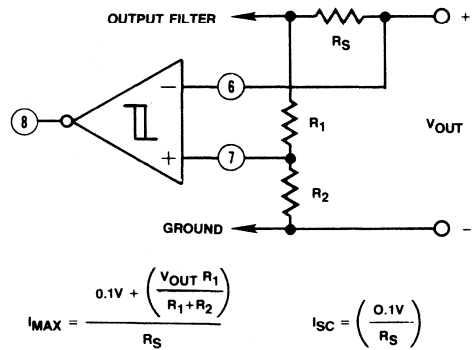 OUTPUT FILTER
RS
+
8
−
6
R1
VOUT
+
7
R2
GROUND
−
IMAX = 0.1V + (VOUT R1 / R1 + R2) / RS
ISC = (0.1V / RS)